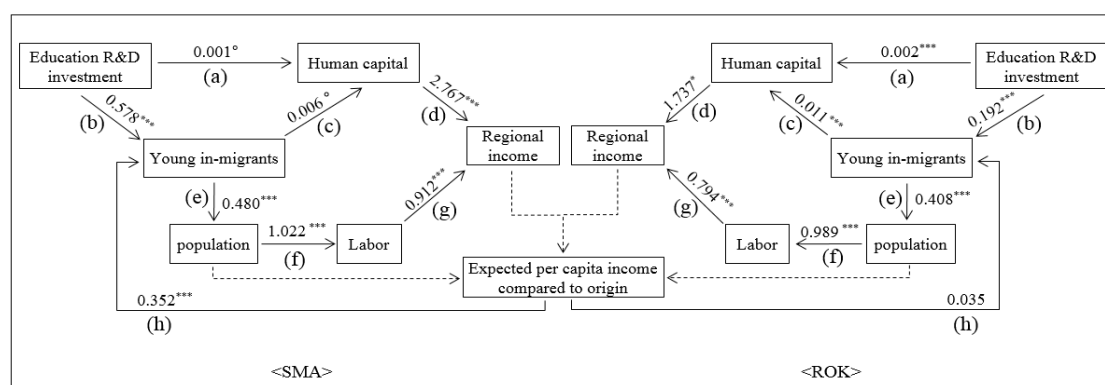 Education R&D
investment
0.001°
(a)
Human capital
0.578***
(b)
0.006°
(c)
2.767***
(d)
Young in-migrants
Regional
income
(e)
0.480***
0.912***
(g)
population
1.022***
(f)
Labor
0.352***
(h)
<SMA>
Expected per capita income
compared to origin
Human capital
0.002***
(a)
Education R&D
investment
1.737*
(d)
0.011***
(c)
0.192***
(b)
Regional
income
Young in-migrants
0.794***
(g)
(e)
0.408***
Labor
0.989***
(f)
population
0.035
(h)
<ROK>